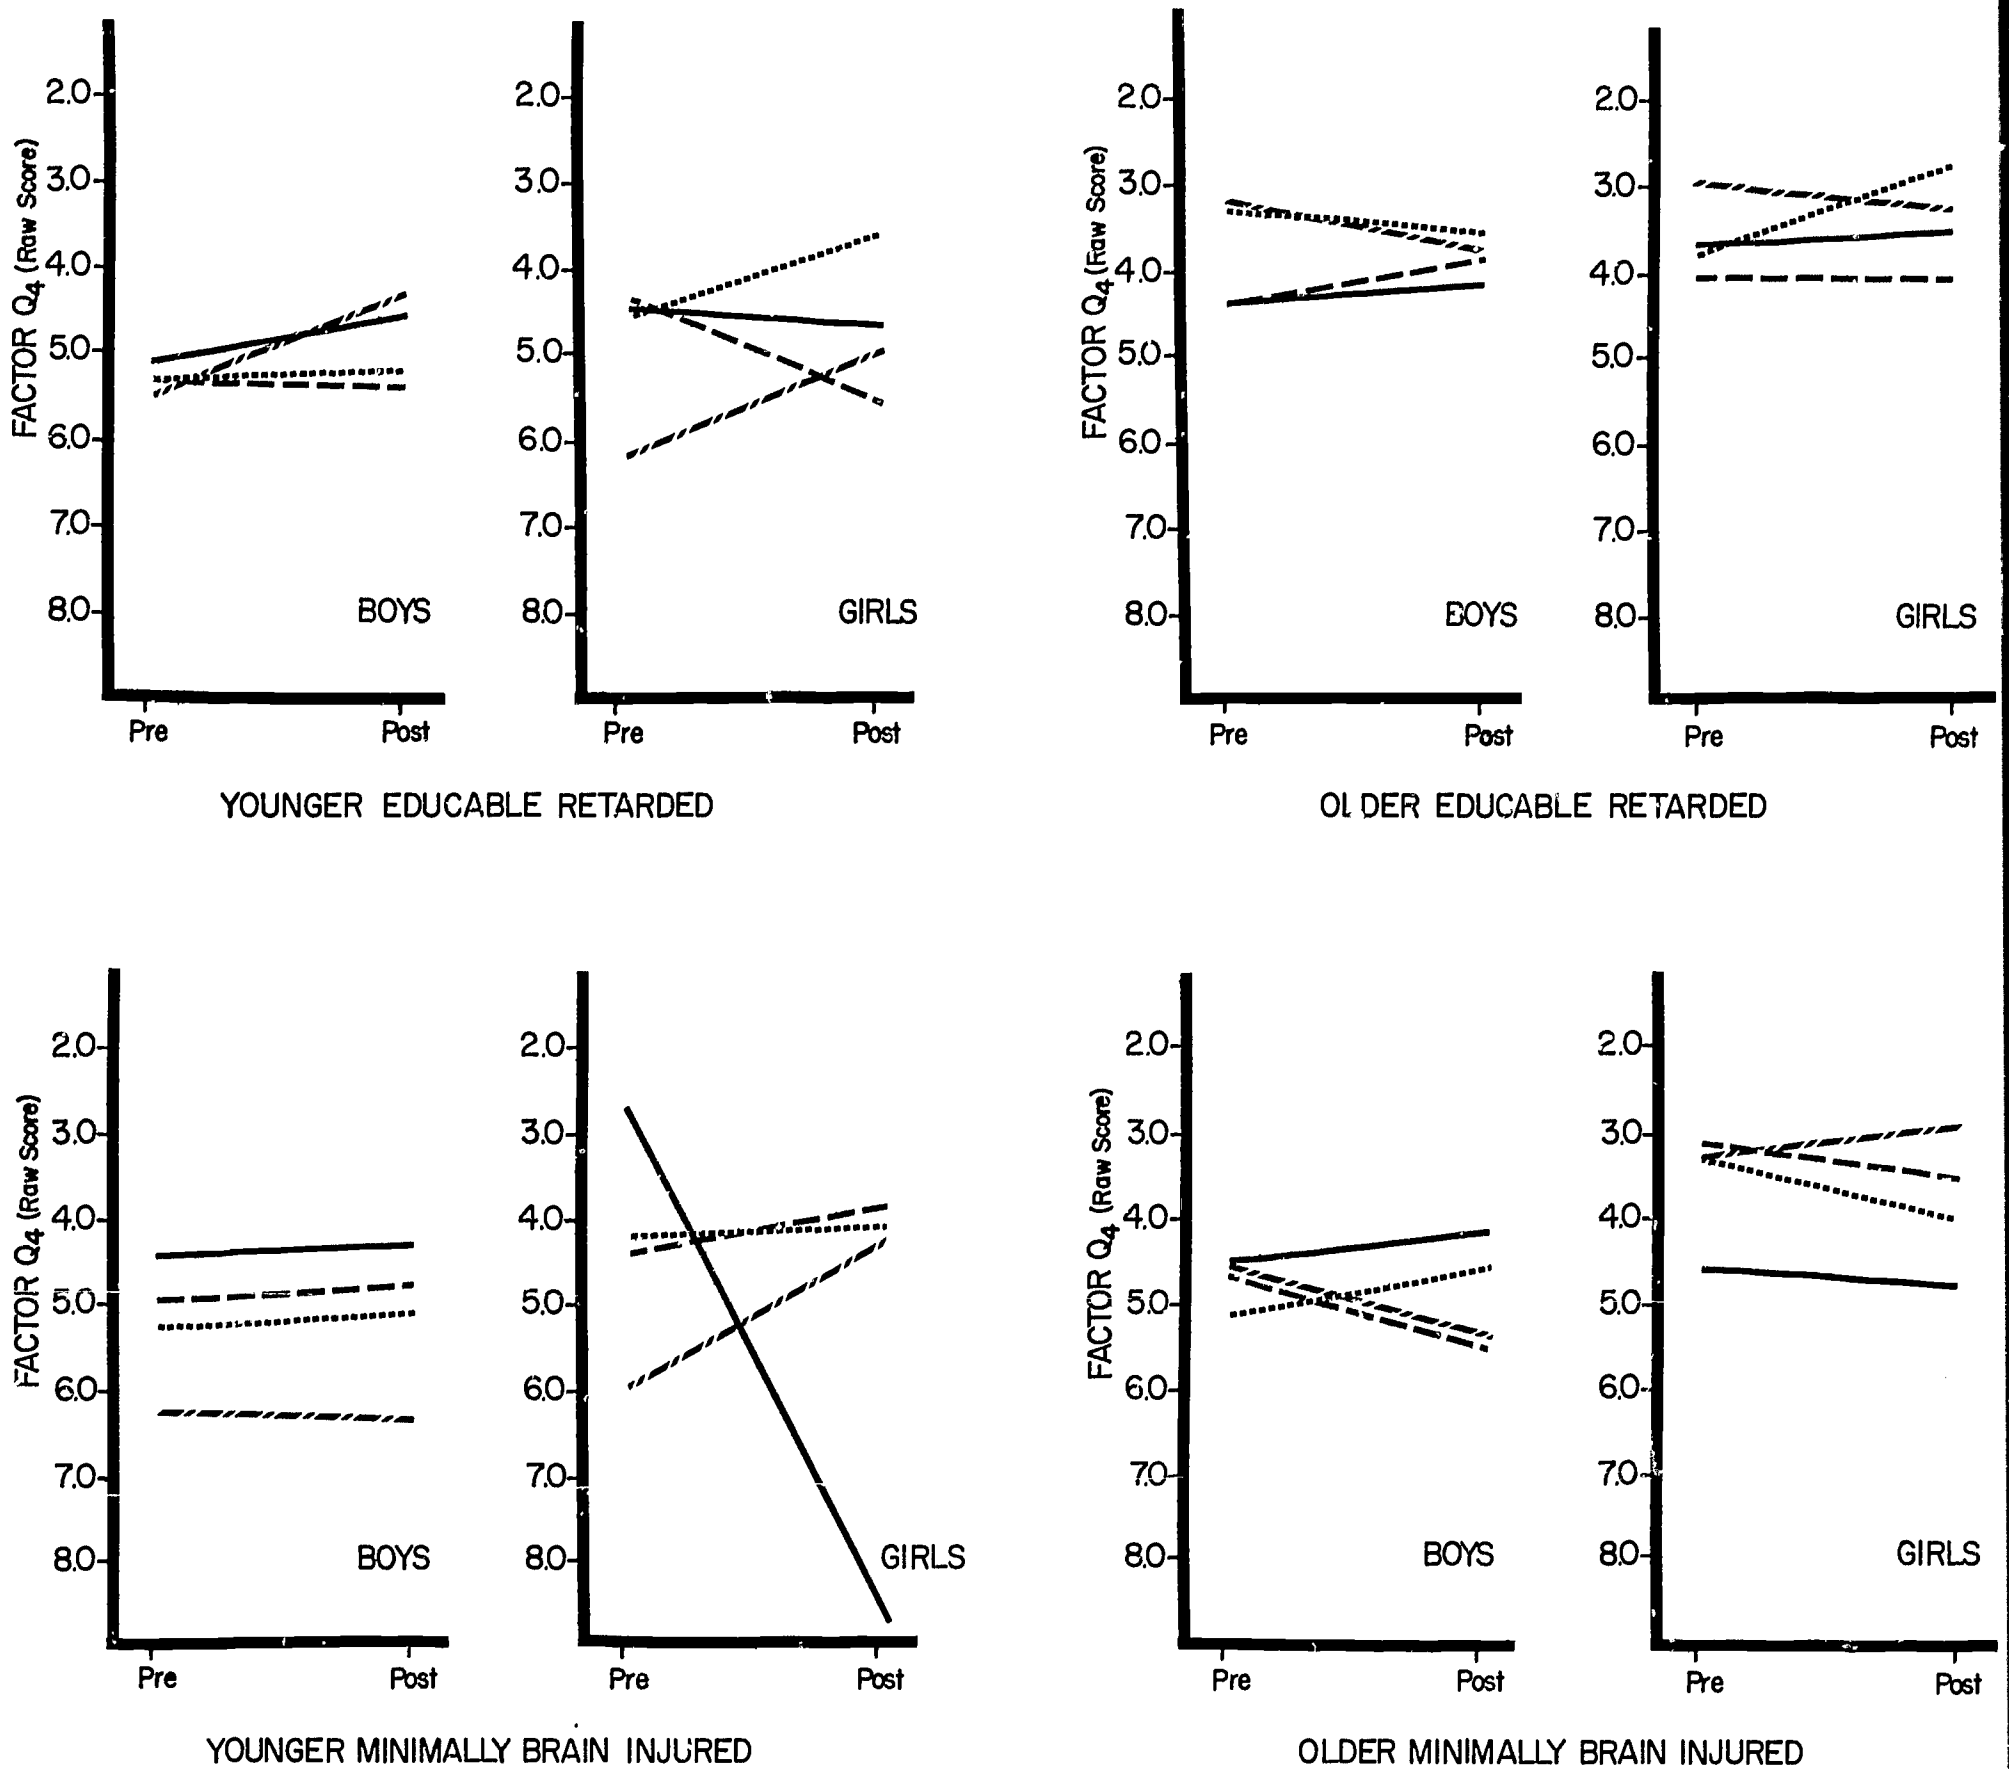 FACTOR Q4 (Raw Score)
2.0
3.0
4.0
5.0
6.0
7.0
8.0
BOYS
Pre Post
2.0
3.0
4.0
5.0
6.0
7.0
8.0
GIRLS
Pre Post
YOUNGER EDUCABLE RETARDED
FACTOR Q4 (Raw Score)
2.0
3.0
4.0
5.0
6.0
7.0
8.0
BOYS
Pre Post
2.0
3.0
4.0
5.0
6.0
7.0
8.0
GIRLS
Pre Post
OLDER EDUCABLE RETARDED
FACTOR Q4 (Raw Score)
2.0
3.0
4.0
5.0
6.0
7.0
8.0
BOYS
Pre Post
2.0
3.0
4.0
5.0
6.0
7.0
8.0
GIRLS
Pre Post
YOUNGER MINIMALLY BRAIN INJURED
FACTOR Q4 (Raw Score)
2.0
3.0
4.0
5.0
6.0
7.0
8.0
BOYS
Pre Post
2.0
3.0
4.0
5.0
6.0
7.0
8.0
GIRLS
Pre Post
OLDER MINIMALLY BRAIN INJURED